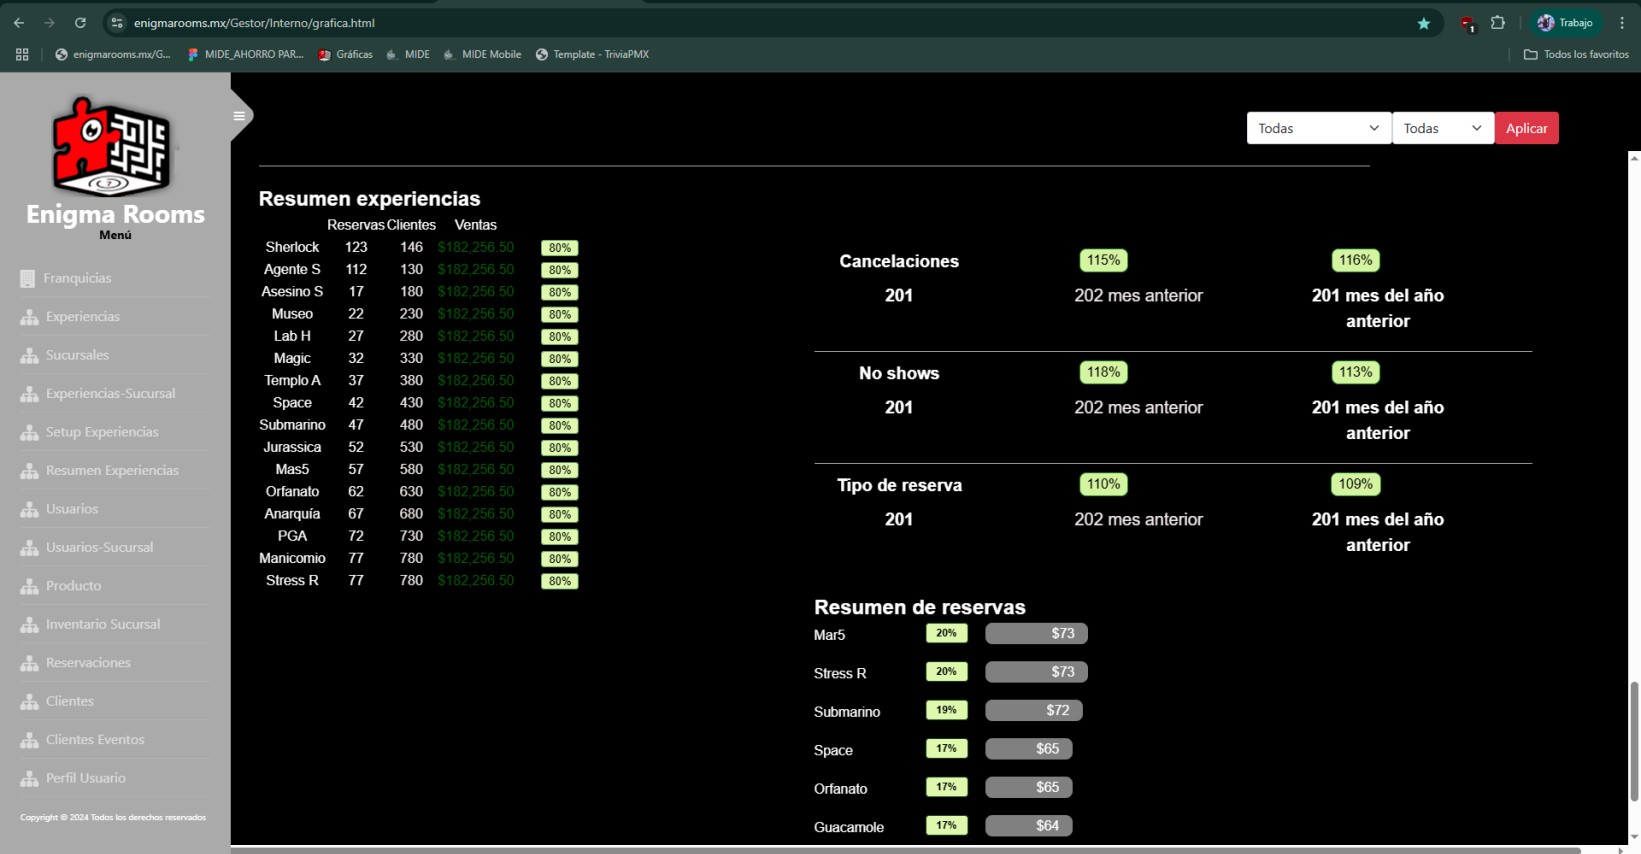 enigmarooms.mx/Gestor/Interno/grafica.html
1
Trabajo
enigmarooms.mx/G...
MIDE_AHORRO PAR...
Gráficas
MIDE
MIDE Mobile
Template - TriviaPMX
Todos los favoritos
Enigma Rooms
Menú
Franquicias
Experiencias
Sucursales
Experiencias-Sucursal
Setup Experiencias
Resumen Experiencias
Usuarios
Usuarios-Sucursal
Producto
Inventario Sucursal
Reservaciones
Clientes
Clientes Eventos
Perfil Usuario
Copyright © 2024 Todos los derechos reservados
Todas
Todas
Aplicar
Resumen experiencias
Reservas Clientes Ventas
Sherlock 123 146 $182,256.50 80%
Agente S 112 130 $182,256.50 80%
Asesino S 17 180 $182,256.50 80%
Museo 22 230 $182,256.50 80%
Lab H 27 280 $182,256.50 80%
Magic 32 330 $182,256.50 80%
Templo A 37 380 $182,256.50 80%
Space 42 430 $182,256.50 80%
Submarino 47 480 $182,256.50 80%
Jurassica 52 530 $182,256.50 80%
Mas5 57 580 $182,256.50 80%
Orfanato 62 630 $182,256.50 80%
Anarquía 67 680 $182,256.50 80%
PGA 72 730 $182,256.50 80%
Manicomio 77 780 $182,256.50 80%
Stress R 77 780 $182,256.50 80%
Cancelaciones 115% 116%
201 202 mes anterior 201 mes del año
anterior
No shows 118% 113%
201 202 mes anterior 201 mes del año
anterior
Tipo de reserva 110% 109%
201 202 mes anterior 201 mes del año
anterior
Resumen de reservas
Mar5 20% $73
Stress R 20% $73
Submarino 19% $72
Space 17% $65
Orfanato 17% $65
Guacamole 17% $64